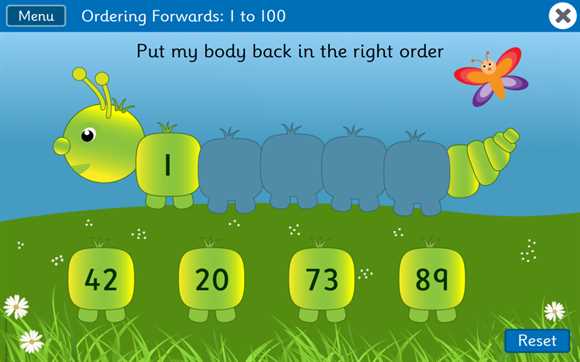 Menu
Ordering Forwards: 1 to 100
Put my body back in the right order
1
42 20 73 89
Reset